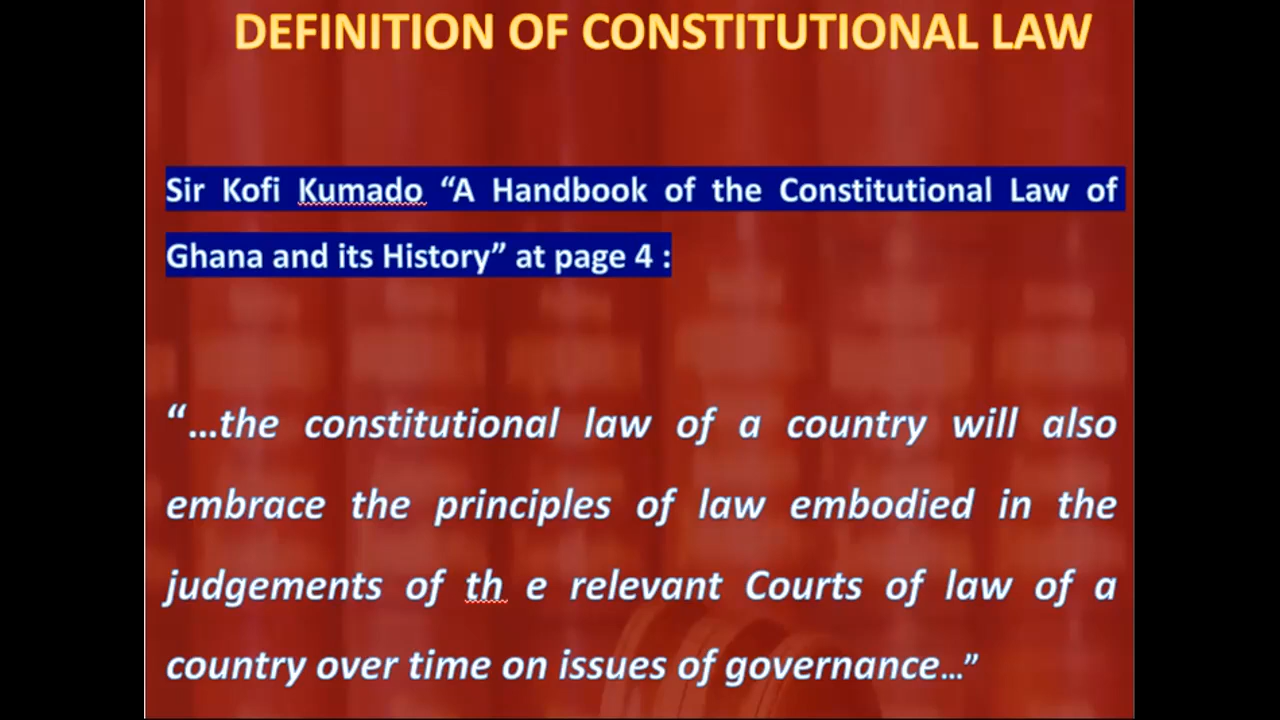 DEFINITION OF CONSTITUTIONAL LAW
Sir Kofi Kumado “A Handbook of the Constitutional Law of
Ghana and its History” at page 4 :
“…the constitutional law of a country will also
embrace the principles of law embodied in the
judgements of th e relevant Courts of law of a
country over time on issues of governance…”